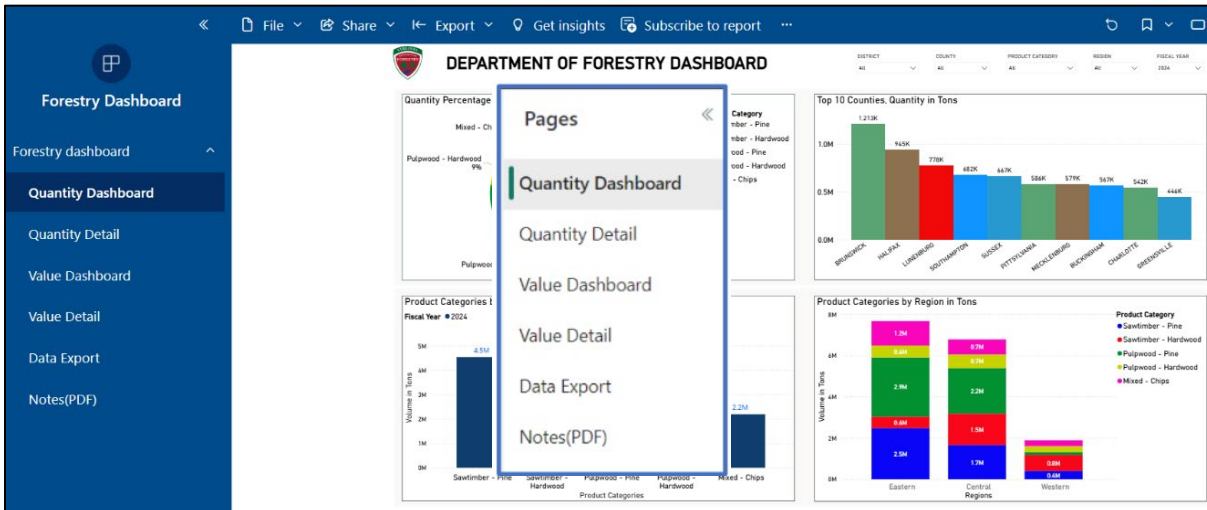 File Share Export Get insights Subscribe to report ...
Forestry Dashboard
Forestry dashboard
Quantity Dashboard
Quantity Detail
Value Dashboard
Value Detail
Data Export
Notes(PDF)
DEPARTMENT OF FORESTRY DASHBOARD
DISTRICT COUNTY PRODUCT CATEGORY REGION FISCAL YEAR
All All All All 2024
Quantity Percentage
Category
Mixed - Ch
Pulpwood - Hardwood
9%
Pulpwoo
mber - Pine
mber - Hardwood
ood - Pine
ood - Hardwood
- Chips
Pages
Quantity Dashboard
Quantity Detail
Value Dashboard
Value Detail
Data Export
Notes(PDF)
Top 10 Counties, Quantity in Tons
1.0M
0.5M
0.0M
1,213K 945K 778K 682K 667K 586K 579K 567K 542K 446K
BRUNSWICK HALIFAX LUNENBURG SOUTHAMPTON SUSSEX PITTSYLVANIA MECKLENBURG BUCKINGHAM CHARLOTTE GREENSVILLE
Product Categories b
Fiscal Year 2024
Volume in Tons
5M
4M
3M
2M
1M
0M
4.5M
2.2M
Sawtimber - Pine Sawtimber - Hardwood Pulpwood - Pine Pulpwood - Hardwood Mixed - Chips
Product Categories
Product Categories by Region in Tons
Volume in Tons
8M
6M
4M
2M
0M
1.2M
0.6M
2.9M
0.6M
2.5M
0.7M
0.7M
2.2M
1.5M
1.7M
0.8M
0.4M
Eastern Central Western
Regions
Product Category
Sawtimber - Pine
Sawtimber - Hardwood
Pulpwood - Pine
Pulpwood - Hardwood
Mixed - Chips